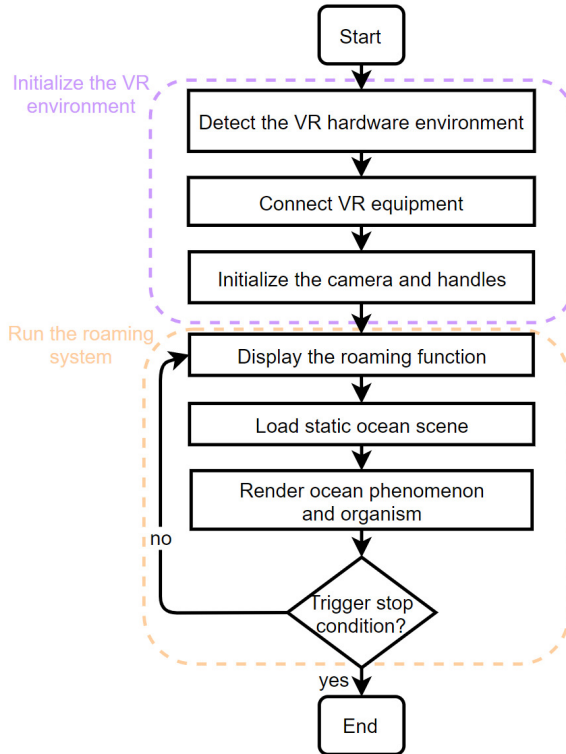 Start
Initialize the VR
environment
Detect the VR hardware environment
Connect VR equipment
Initialize the camera and handles
Run the roaming
system
Display the roaming function
Load static ocean scene
Render ocean phenomenon
and organism
no
Trigger stop
condition?
yes
End